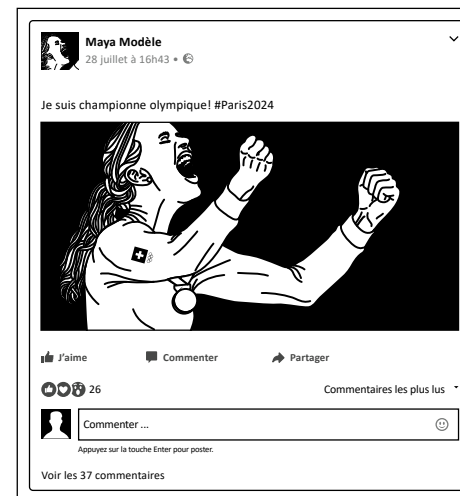 Maya Modèle
28 juillet à 16h43 •
Je suis championne olympique! #Paris2024
J'aime
Commenter
Partager
26
Commentaires les plus lus
Commenter ...
Appuyez sur la touche Enter pour poster.
Voir les 37 commentaires